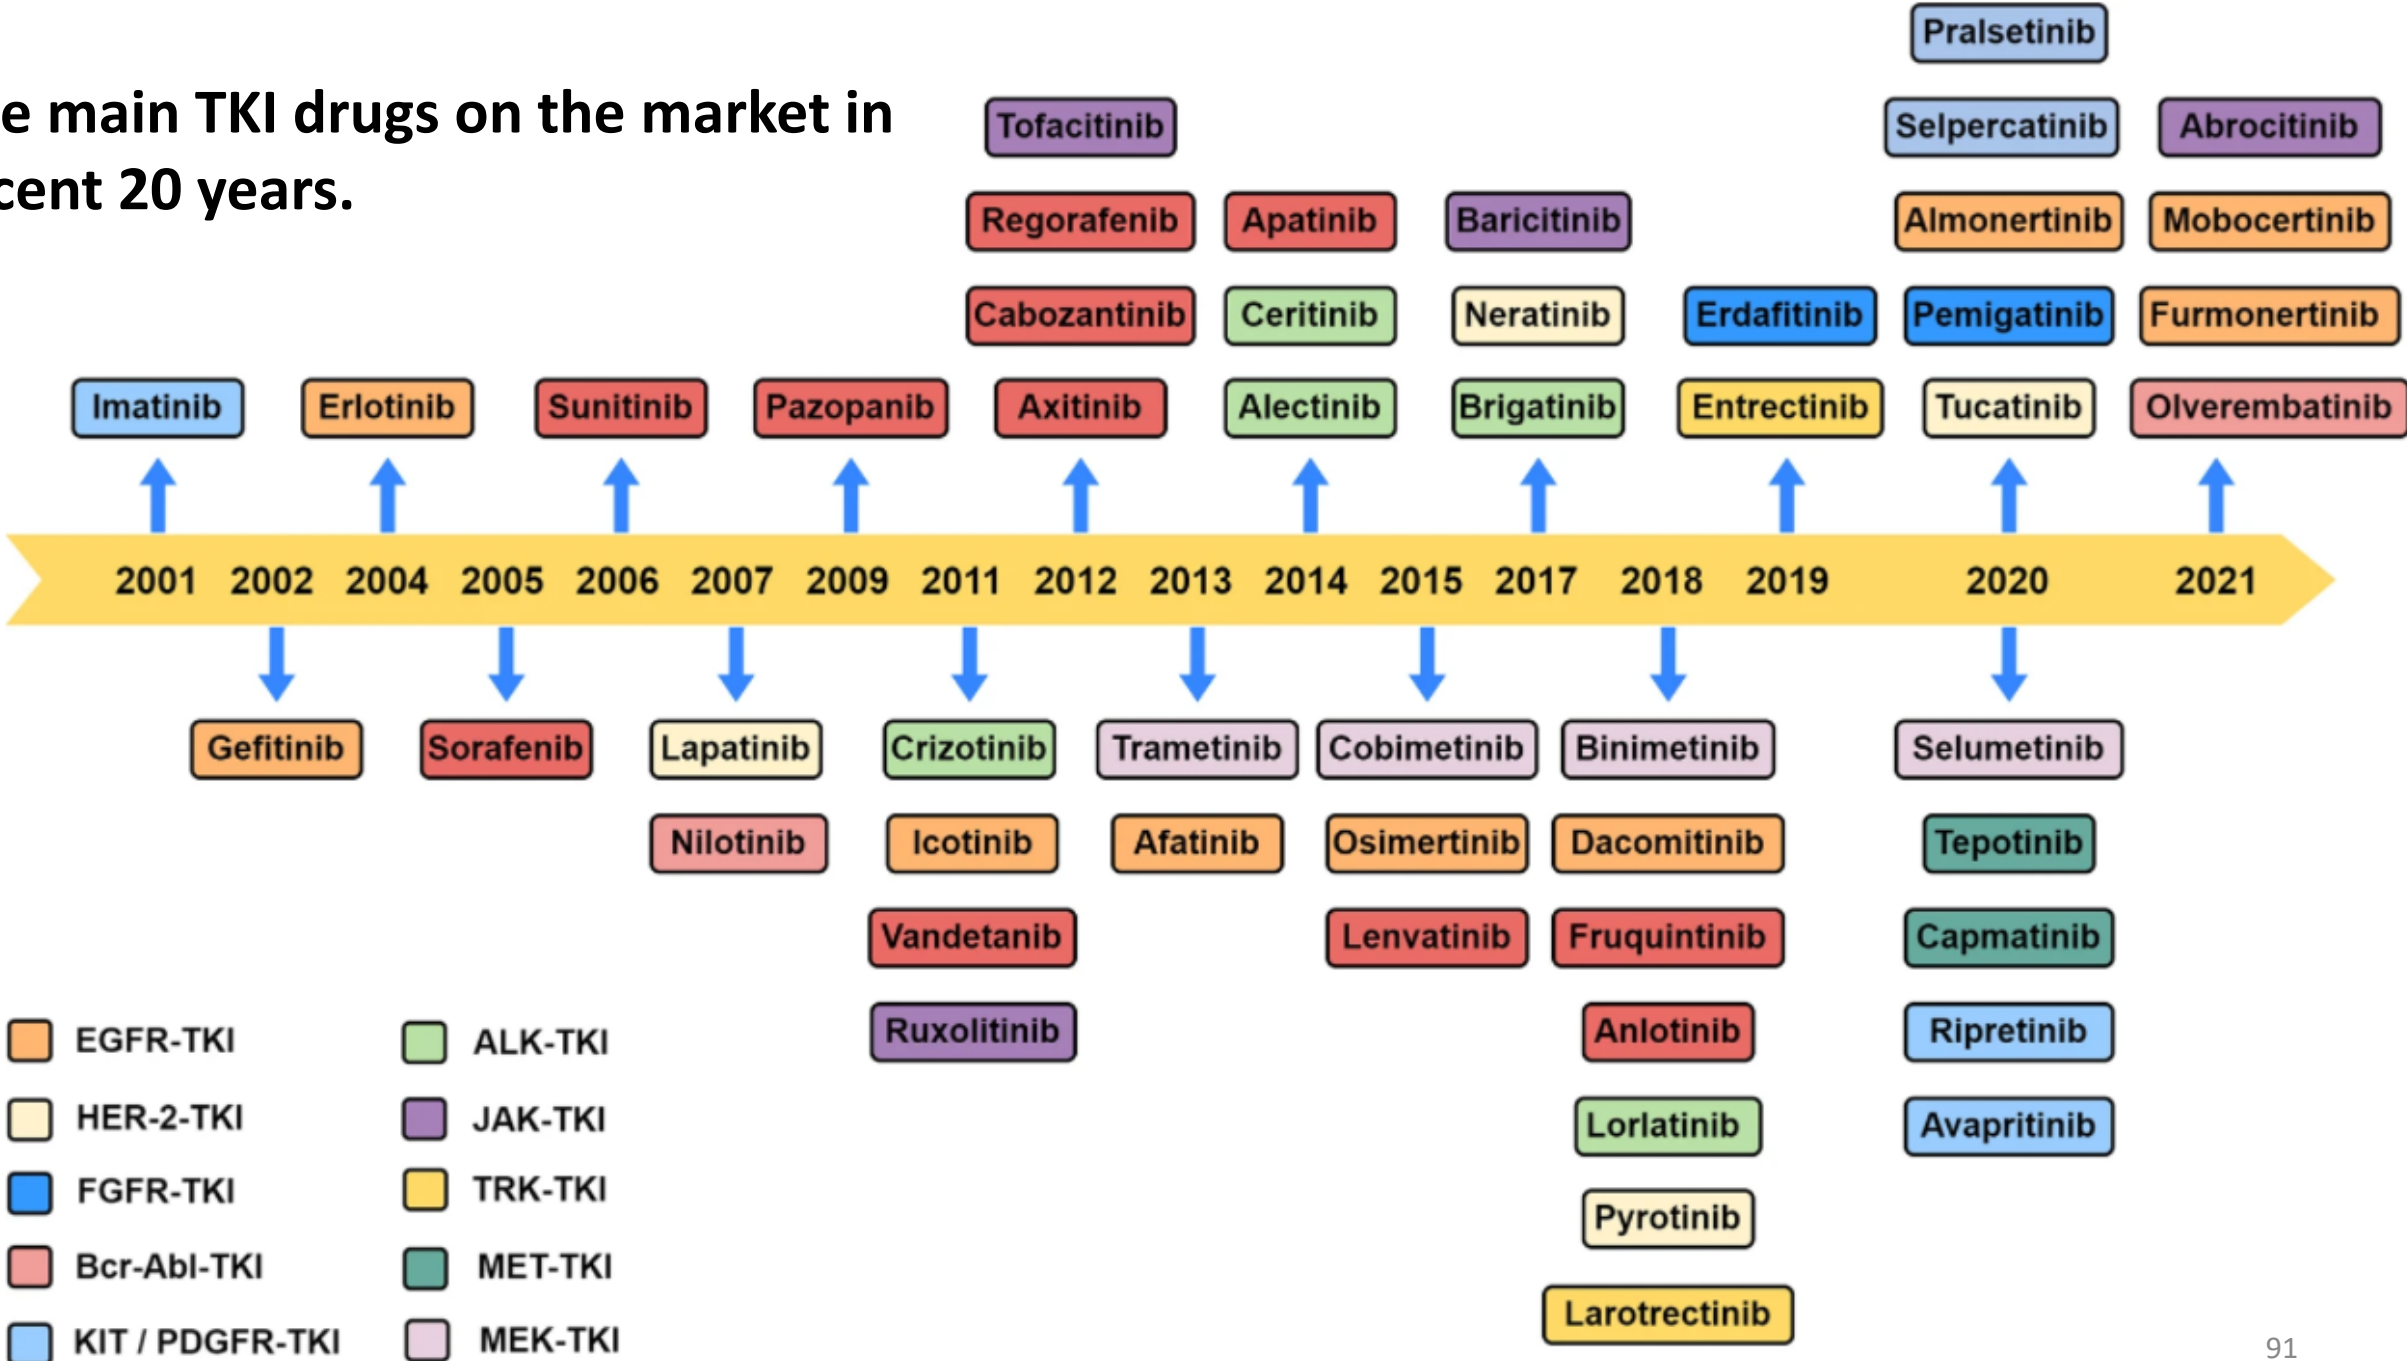 e main TKI drugs on the market in
cent 20 years.
Pralsetinib
Tofacitinib
Selpercatinib
Abrocitinib
Regorafenib
Apatinib
Baricitinib
Almonertinib
Mobocertinib
Cabozantinib
Ceritinib
Neratinib
Erdafitinib
Pemigatinib
Furmonertinib
Imatinib
Erlotinib
Sunitinib
Pazopanib
Axitinib
Alectinib
Brigatinib
Entrectinib
Tucatinib
Olverembatinib
2001 2002 2004 2005 2006 2007 2009 2011 2012 2013 2014 2015 2017 2018 2019 2020 2021
Gefitinib
Sorafenib
Lapatinib
Crizotinib
Trametinib
Cobimetinib
Binimetinib
Selumetinib
Nilotinib
Icotinib
Afatinib
Osimertinib
Dacomitinib
Tepotinib
Vandetanib
Lenvatinib
Fruquintinib
Capmatinib
Ruxolitinib
Anlotinib
Ripretinib
Lorlatinib
Avapritinib
Pyrotinib
Larotrectinib
EGFR-TKI
HER-2-TKI
FGFR-TKI
Bcr-Abl-TKI
KIT / PDGFR-TKI
ALK-TKI
JAK-TKI
TRK-TKI
MET-TKI
MEK-TKI
91